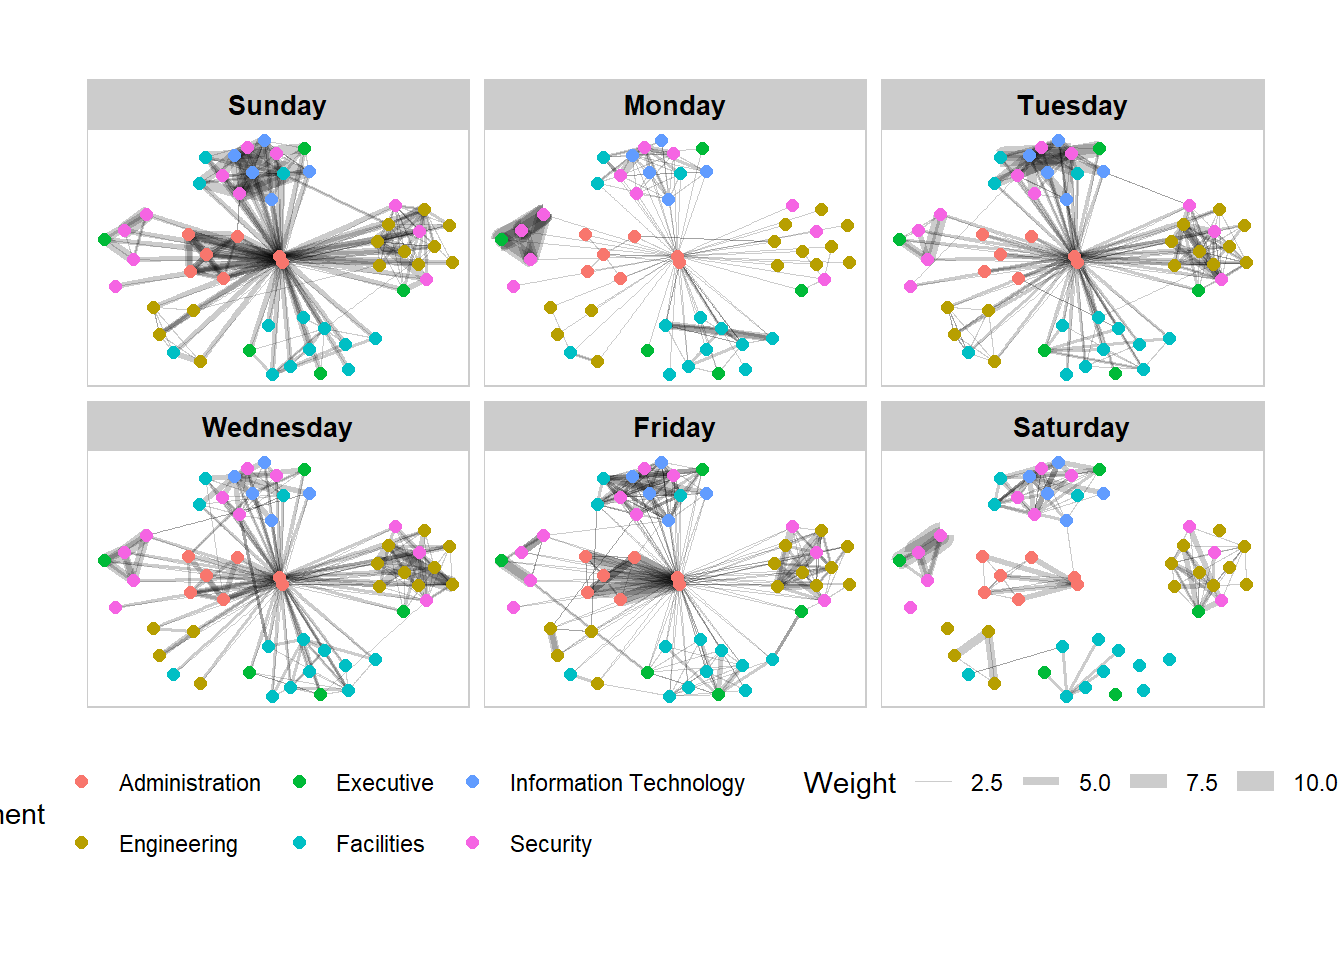 Sunday
Monday
Tuesday
Wednesday
Friday
Saturday
Administration Executive Information Technology Weight 2.5 5.0 7.5 10.0
Engineering Facilities Security